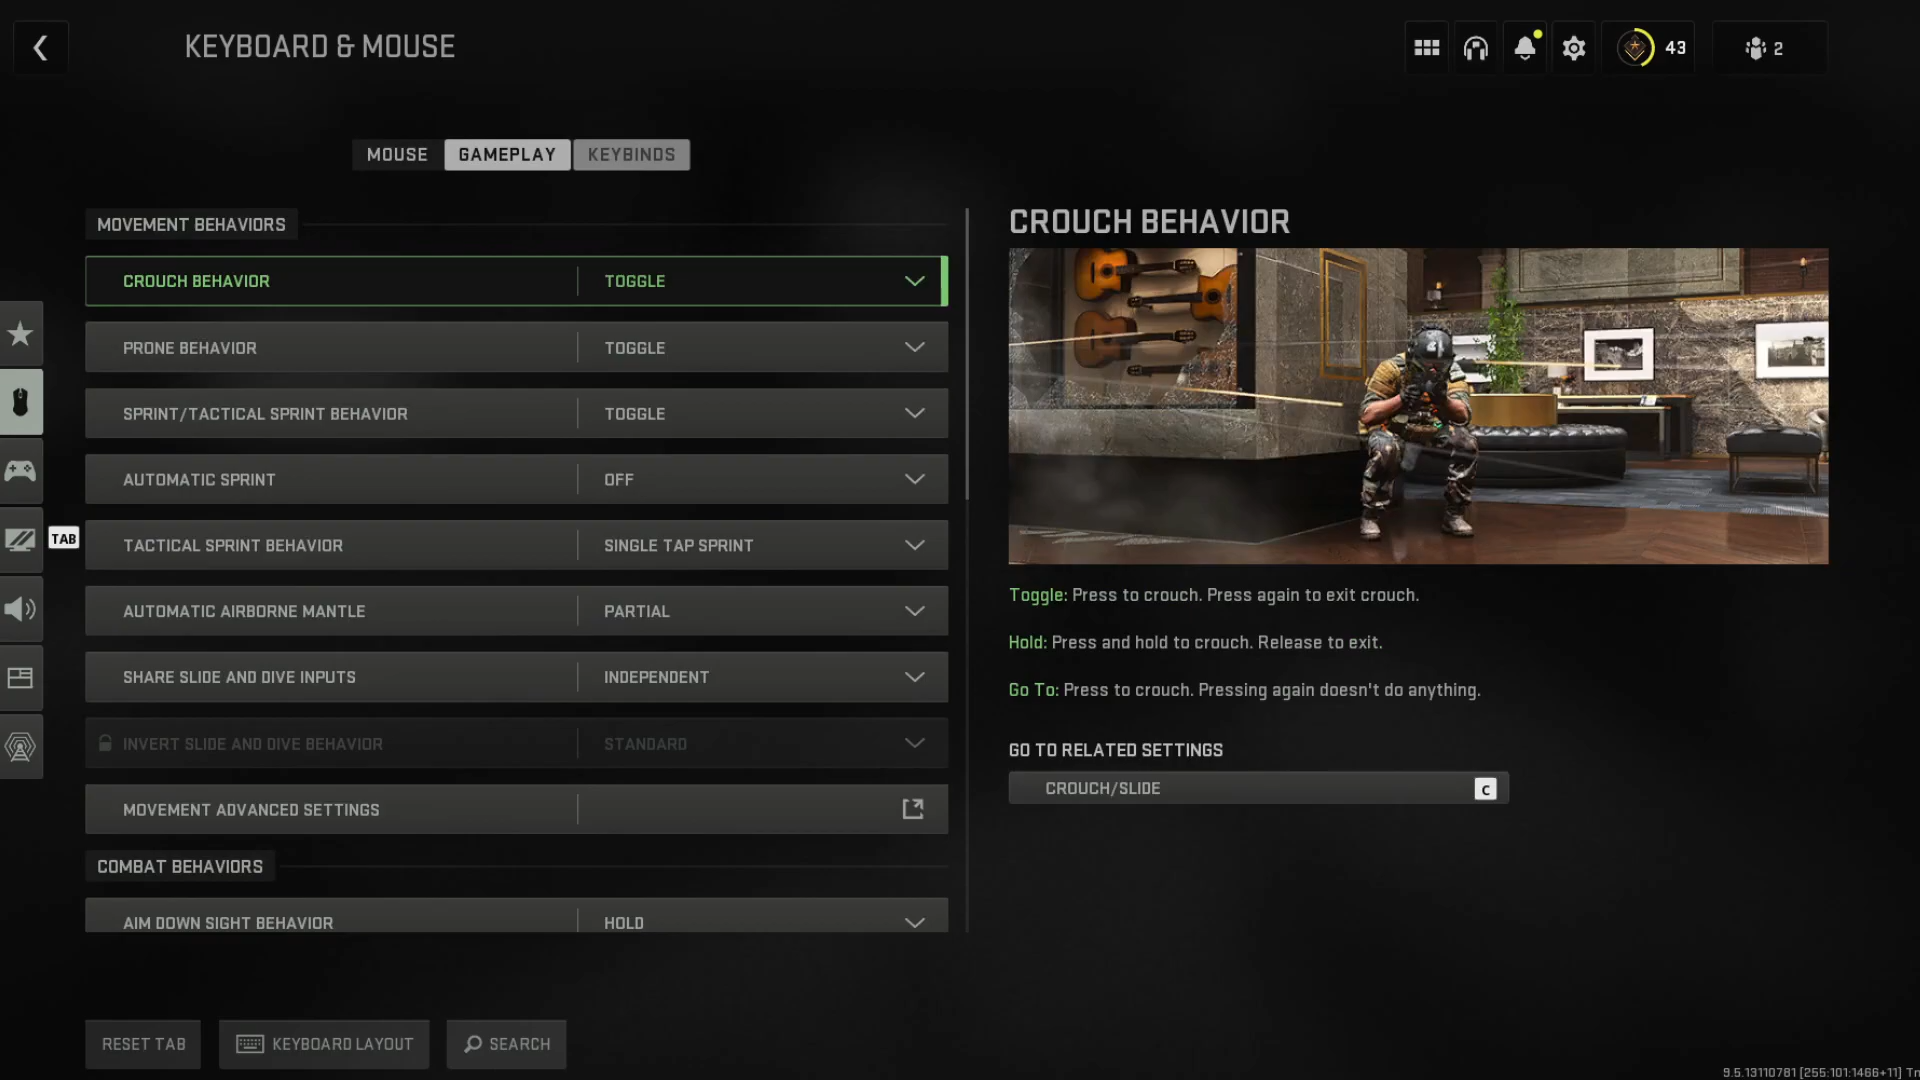 KEYBOARD & MOUSE
43
2
MOUSE
GAMEPLAY
KEYBINDS
MOVEMENT BEHAVIORS
CROUCH BEHAVIOR
TOGGLE
PRONE BEHAVIOR
TOGGLE
SPRINT/TACTICAL SPRINT BEHAVIOR
TOGGLE
AUTOMATIC SPRINT
OFF
TAB
TACTICAL SPRINT BEHAVIOR
SINGLE TAP SPRINT
AUTOMATIC AIRBORNE MANTLE
PARTIAL
SHARE SLIDE AND DIVE INPUTS
INDEPENDENT
INVERT SLIDE AND DIVE BEHAVIOR
STANDARD
MOVEMENT ADVANCED SETTINGS
COMBAT BEHAVIORS
AIM DOWN SIGHT BEHAVIOR
HOLD
CROUCH BEHAVIOR
Toggle: Press to crouch. Press again to exit crouch.
Hold: Press and hold to crouch. Release to exit.
Go To: Press to crouch. Pressing again doesn't do anything.
GO TO RELATED SETTINGS
CROUCH/SLIDE
C
RESET TAB
KEYBOARD LAYOUT
SEARCH
9.5.13110781 [255:101:1466+11] Tn